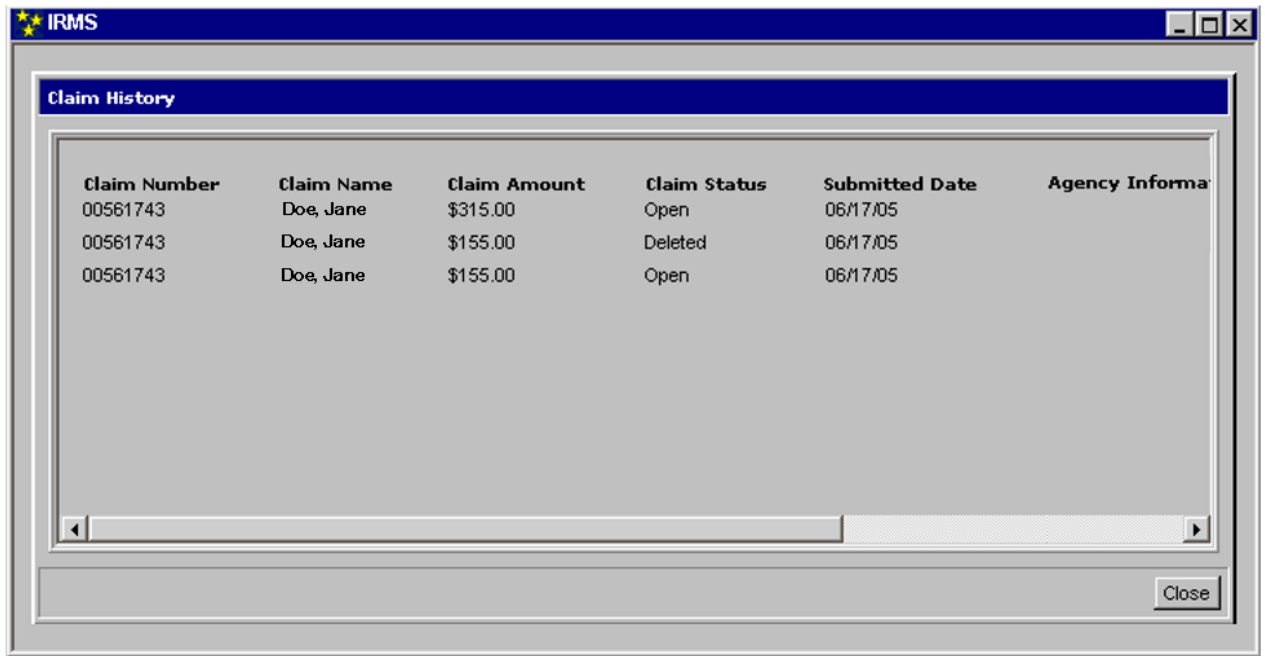 IRMS
Claim History
Claim Number Claim Name Claim Amount Claim Status Submitted Date Agency Informa
00561743 Doe, Jane $315.00 Open 06/17/05
00561743 Doe, Jane $155.00 Deleted 06/17/05
00561743 Doe, Jane $155.00 Open 06/17/05
Close